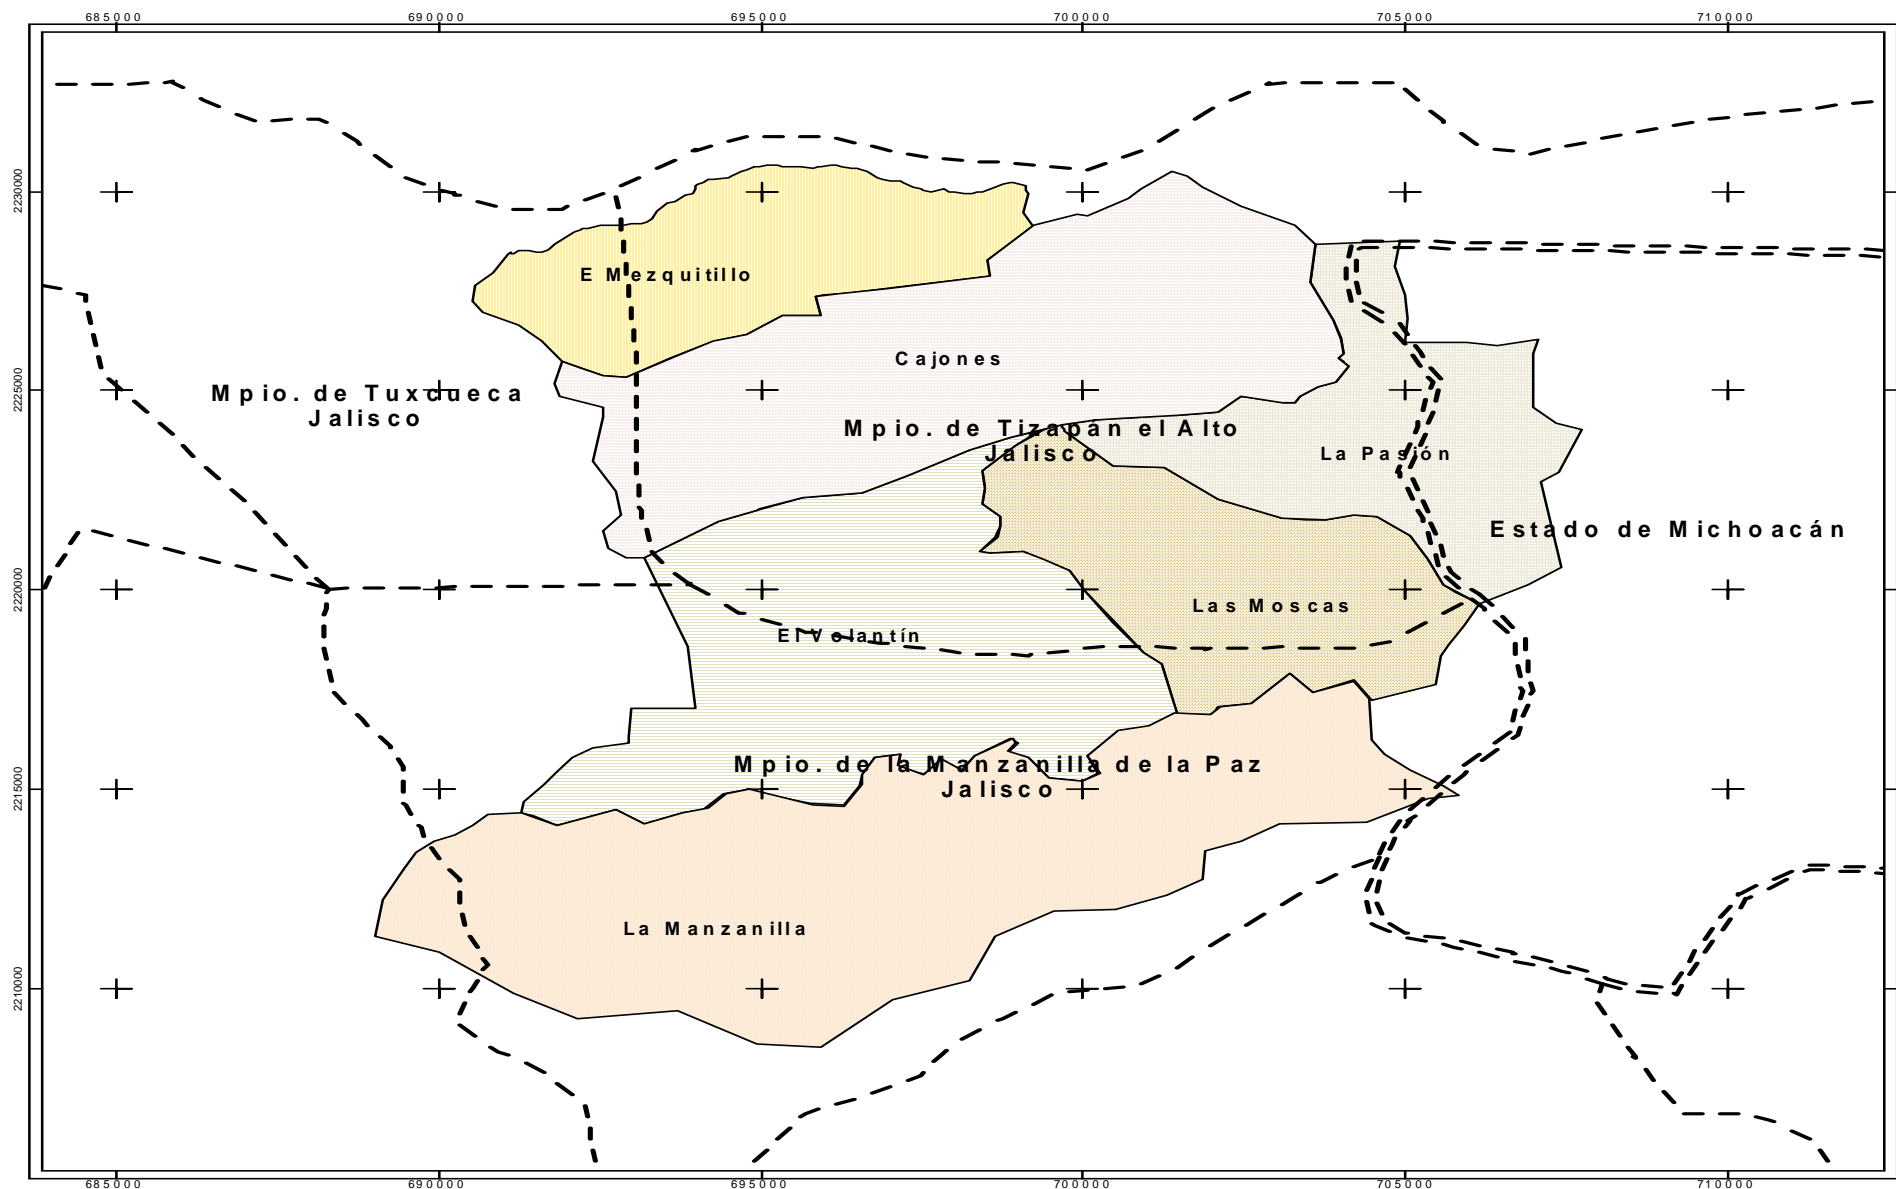 685000 690000 695000 700000 705000 710000
2230000
E Mezquitillo
Cajones
2225000
Mpio. de Tuxcueca
Jalisco
Mpio. de Tizapán el Alto
Jalisco
La Pasión
Estado de Michoacán
2220000
Las Moscas
El Volantín
Mpio. de la Manzanilla de la Paz
Jalisco
2215000
La Manzanilla
2210000
685000 690000 695000 700000 705000 710000